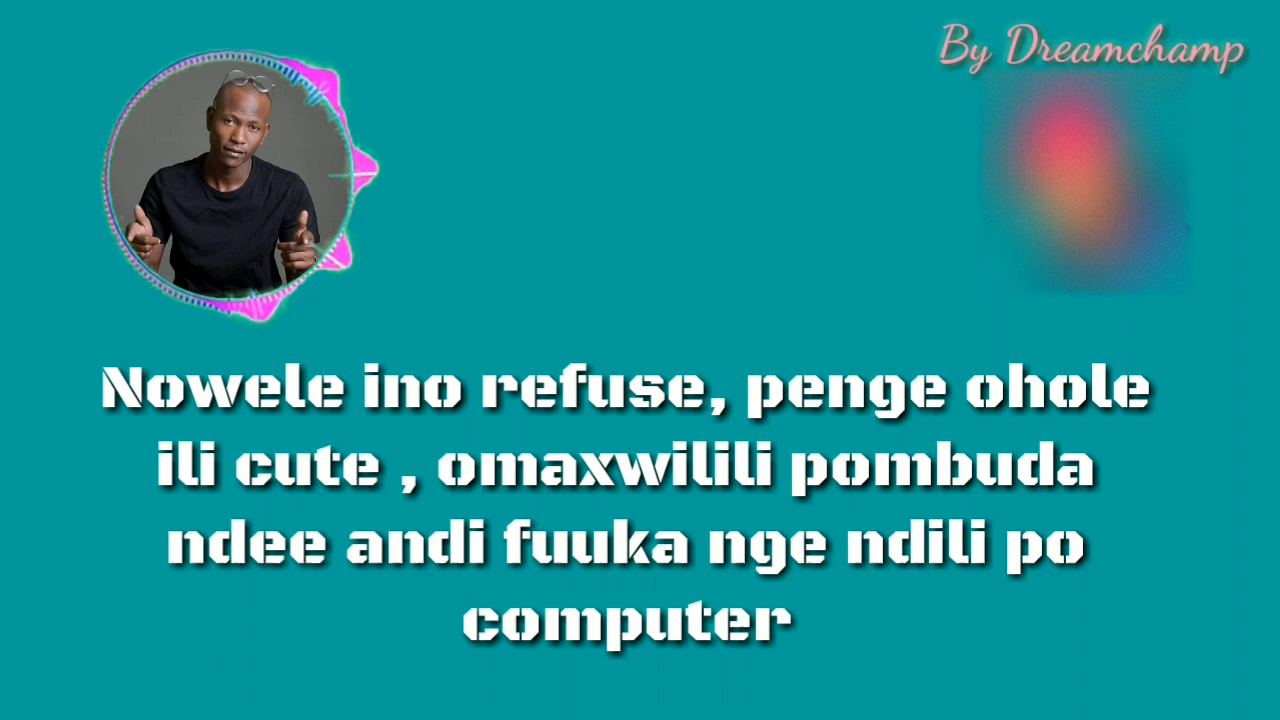 By Dreamchamp
Nowele ino refuse, penge ohole
ili cute , omaxwilili pombuda
ndee andi fuuka nge ndili po
computer